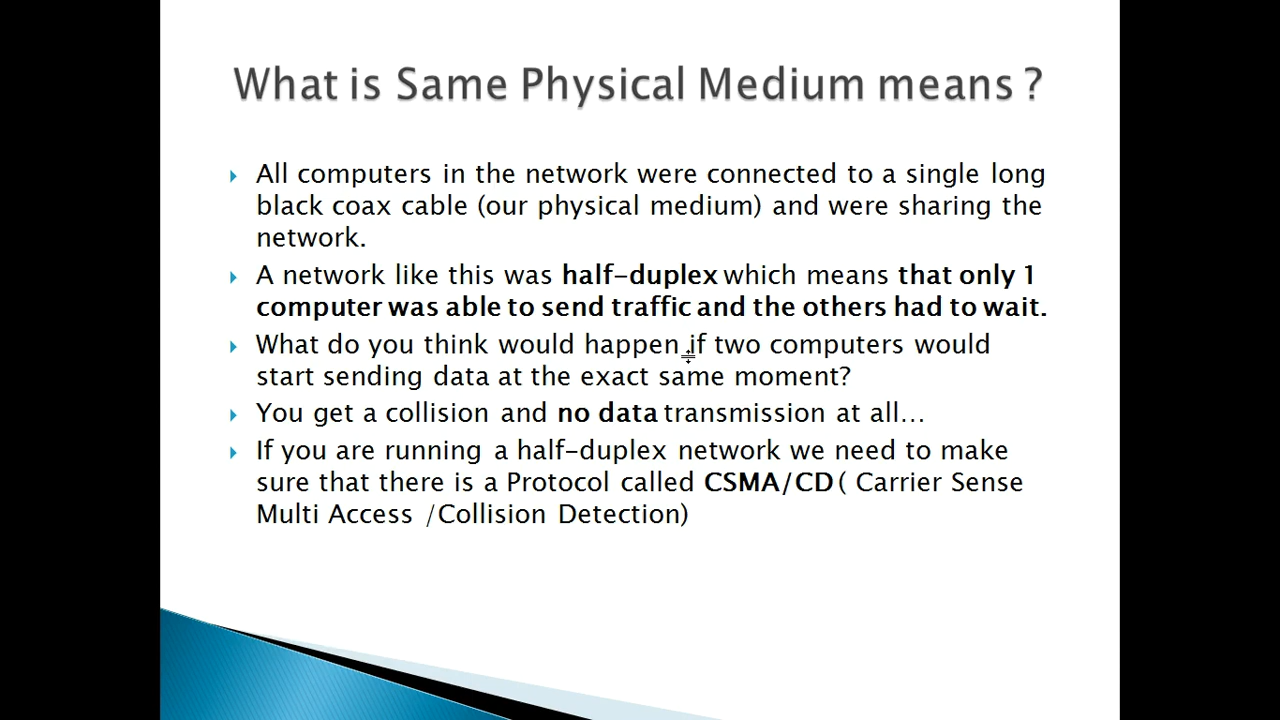 What is Same Physical Medium means ?
All computers in the network were connected to a single long
black coax cable (our physical medium) and were sharing the
network.
A network like this was half-duplex which means that only 1
computer was able to send traffic and the others had to wait.
What do you think would happen if two computers would
start sending data at the exact same moment?
You get a collision and no data transmission at all…
If you are running a half-duplex network we need to make
sure that there is a Protocol called CSMA/CD ( Carrier Sense
Multi Access /Collision Detection)